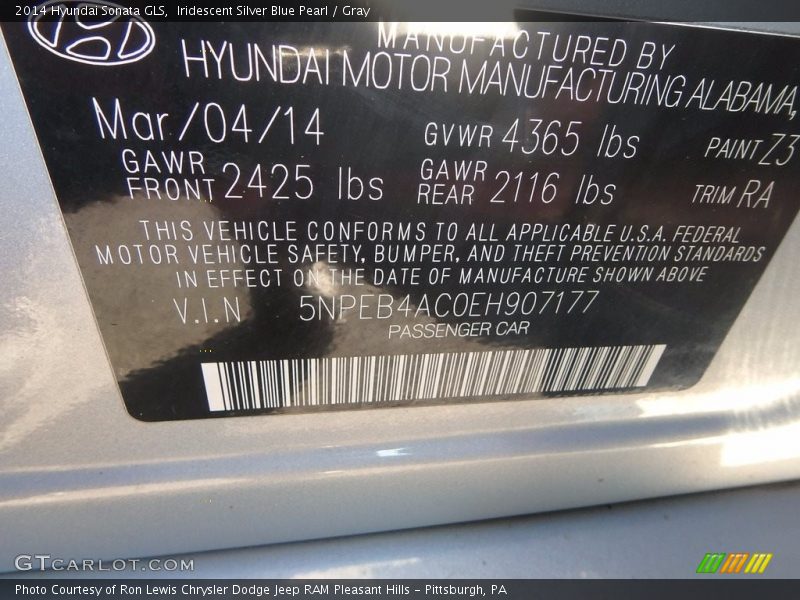 2014 Hyundai Sonata GLS, Iridescent Silver Blue Pearl / Gray
MANUFACTURED BY
HYUNDAI MOTOR MANUFACTURING ALABAMA,
Mar/04/14 GVWR 4365 lbs PAINT Z3
GAWR FRONT 2425 lbs GAWR REAR 2116 lbs TRIM RA
THIS VEHICLE CONFORMS TO ALL APPLICABLE U.S.A. FEDERAL
MOTOR VEHICLE SAFETY, BUMPER, AND THEFT PREVENTION STANDARDS
IN EFFECT ON THE DATE OF MANUFACTURE SHOWN ABOVE
V.I.N 5NPEB4AC0EH907177
PASSENGER CAR
GTCARLOT.COM
Photo Courtesy of Ron Lewis Chrysler Dodge Jeep RAM Pleasant Hills - Pittsburgh, PA